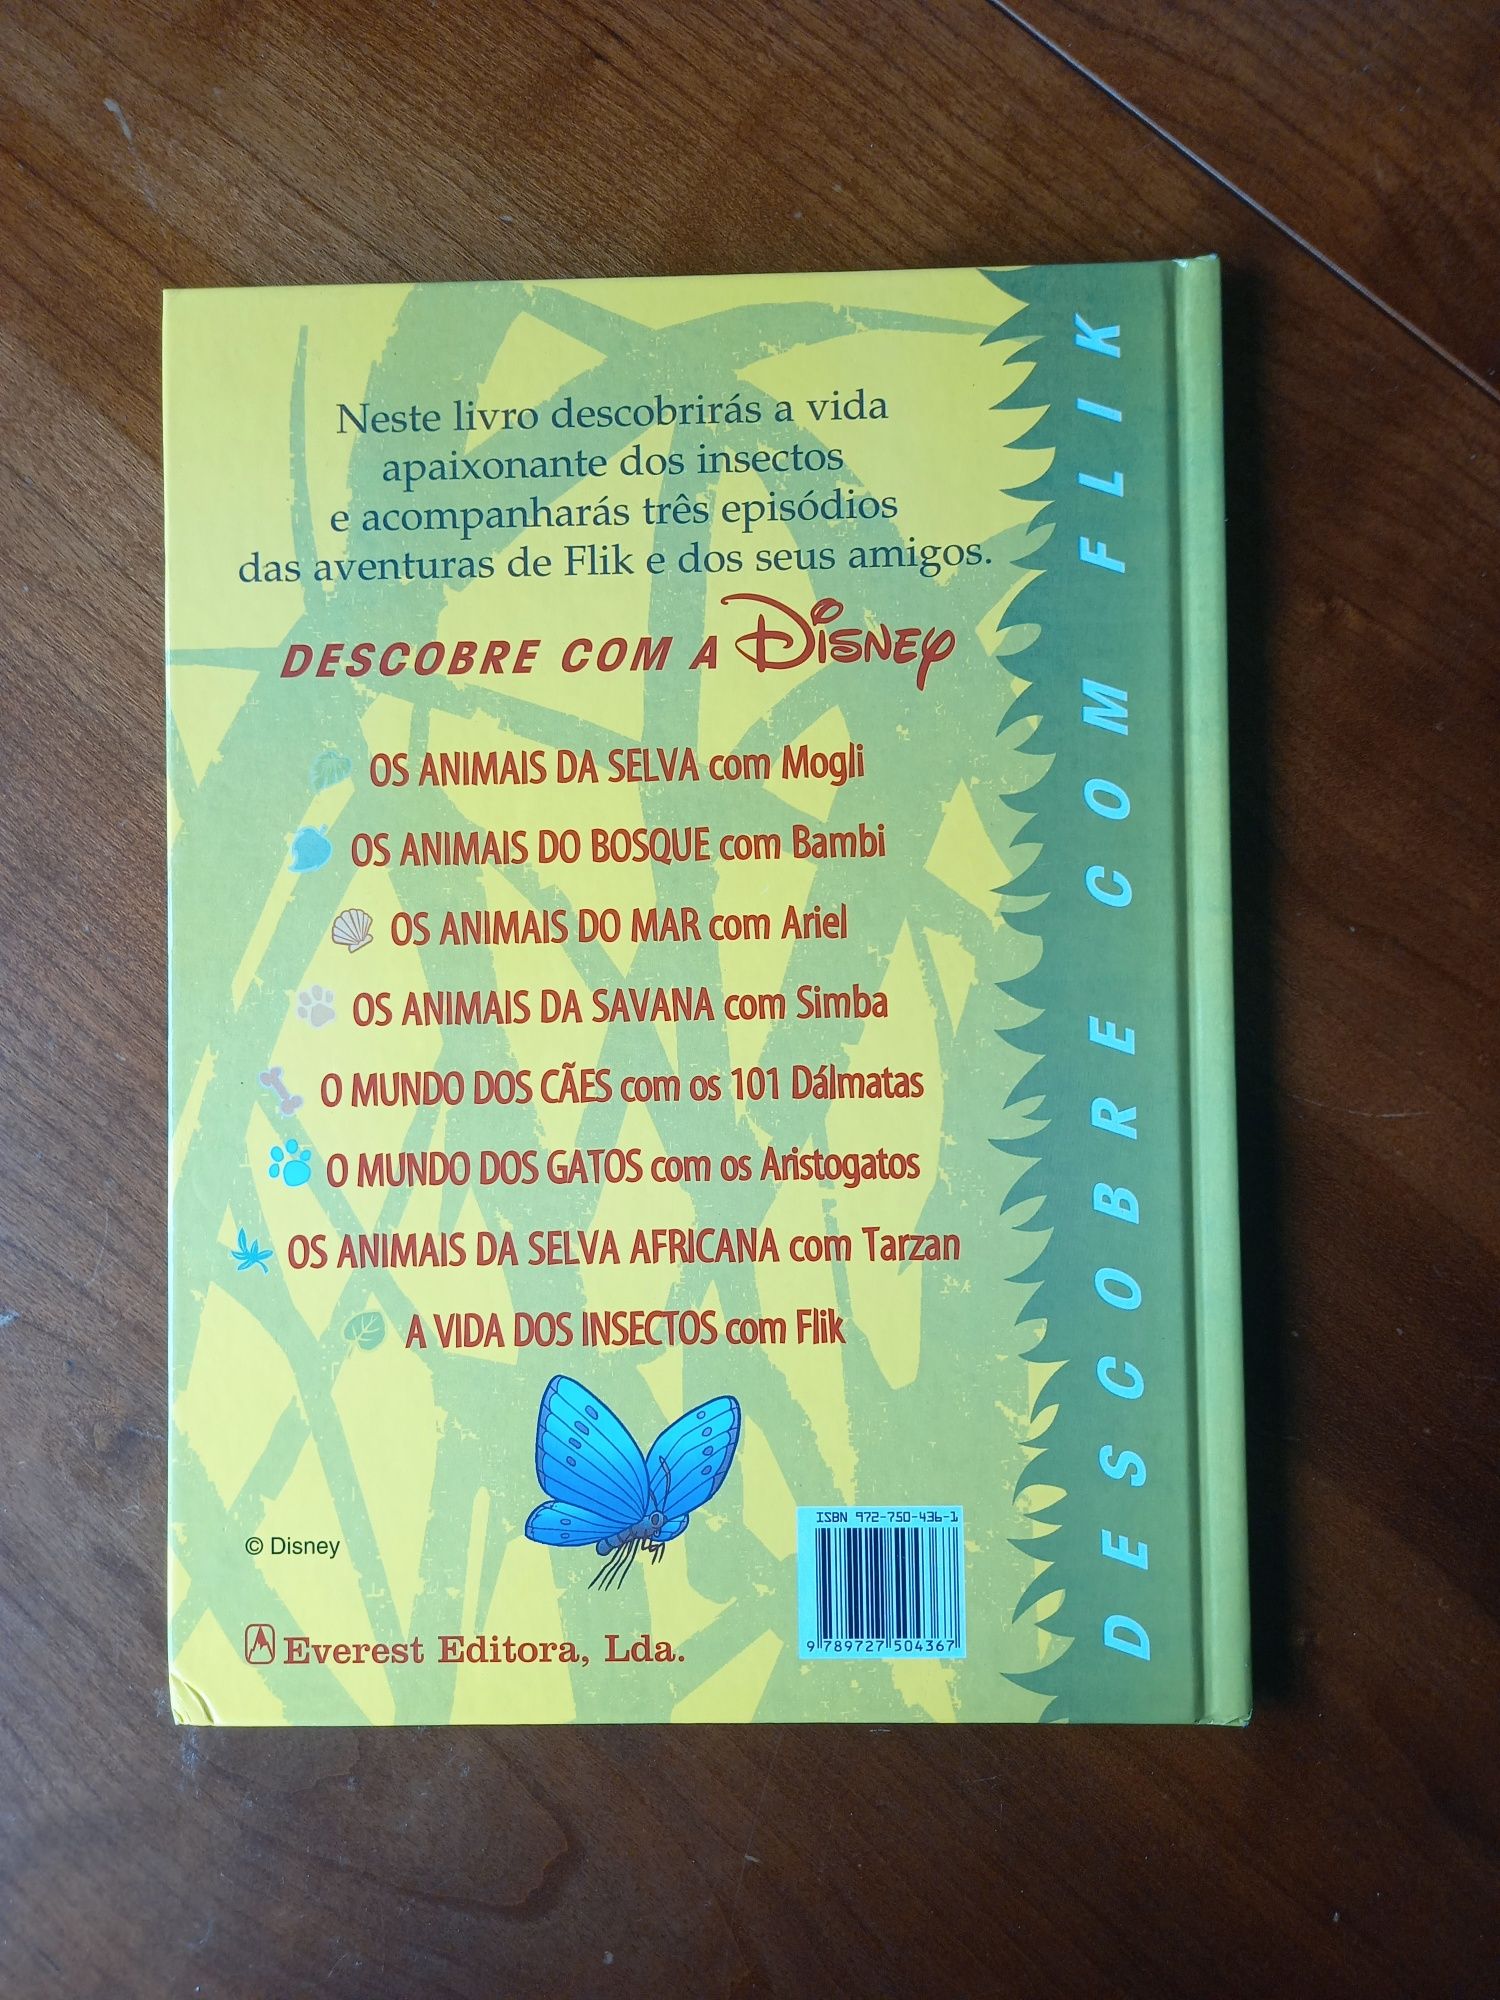 Neste livro descobrirás a vida
apaixonante dos insectos
e acompanharás três episódios
das aventuras de Flik e dos seus amigos.
DESCOBRE COM A Disney
OS ANIMAIS DA SELVA com Mogli
OS ANIMAIS DO BOSQUE com Bambi
OS ANIMAIS DO MAR com Ariel
OS ANIMAIS DA SAVANA com Simba
O MUNDO DOS CÃES com os 101 Dálmatas
O MUNDO DOS GATOS com os Aristogatos
OS ANIMAIS DA SELVA AFRICANA com Tarzan
A VIDA DOS INSECTOS com Flik
© Disney
Everest Editora, Lda.
ISBN 972-750-436-1
9 789727 504367
DESCOBRE COM FLIK